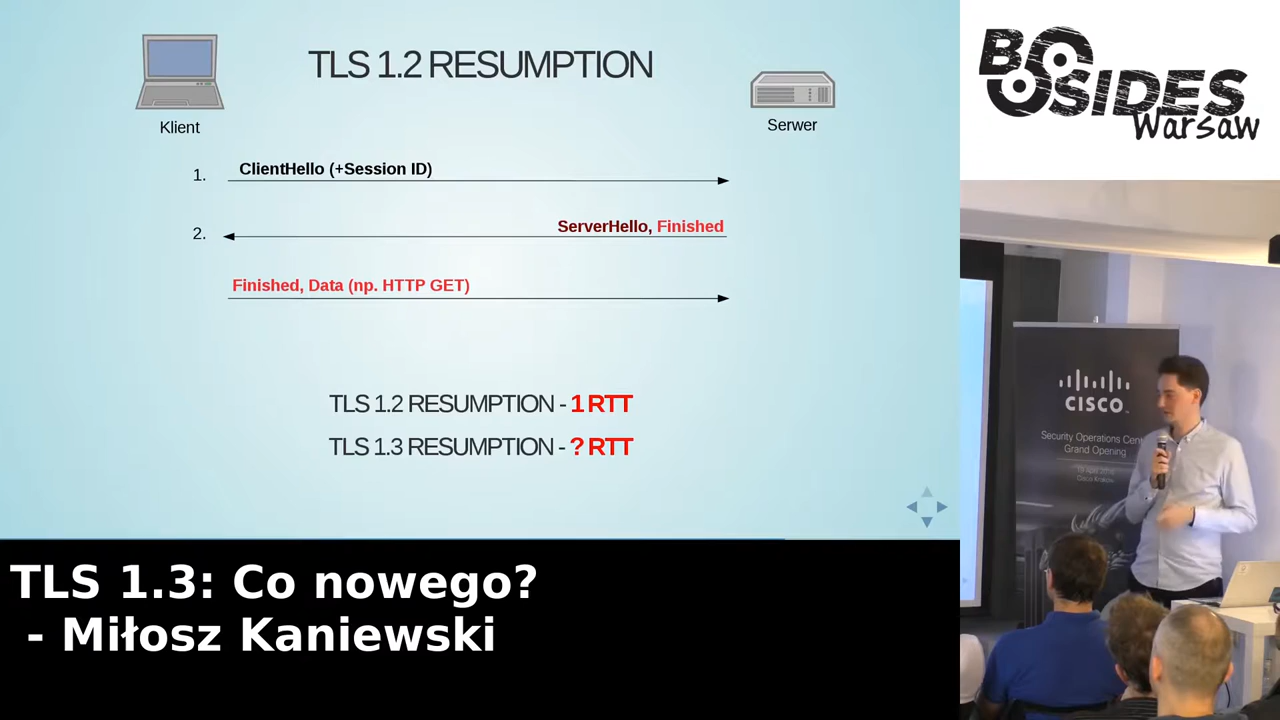 TLS 1.2 RESUMPTION
Klient
Serwer
1.
ClientHello (+Session ID)
2.
ServerHello, Finished
Finished, Data (np. HTTP GET)
TLS 1.2 RESUMPTION - 1 RTT
TLS 1.3 RESUMPTION - ? RTT
TLS 1.3: Co nowego?
- Miłosz Kaniewski
BSIDES
Warsaw
CISCO
Security Operations Cent
Grand Opening